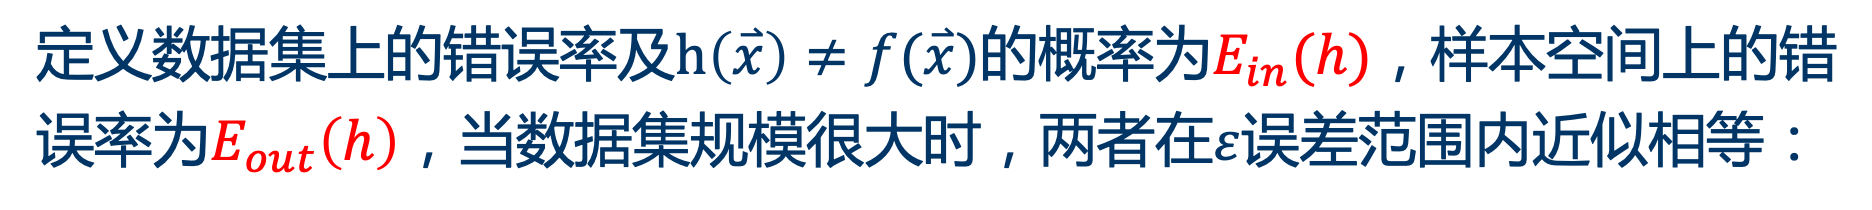 定义数据集上的错误率及h(x⃗) ≠ f(x⃗)的概率为E_in(h)，样本空间上的错
误率为E_out(h)，当数据集规模很大时，两者在ε误差范围内近似相等：